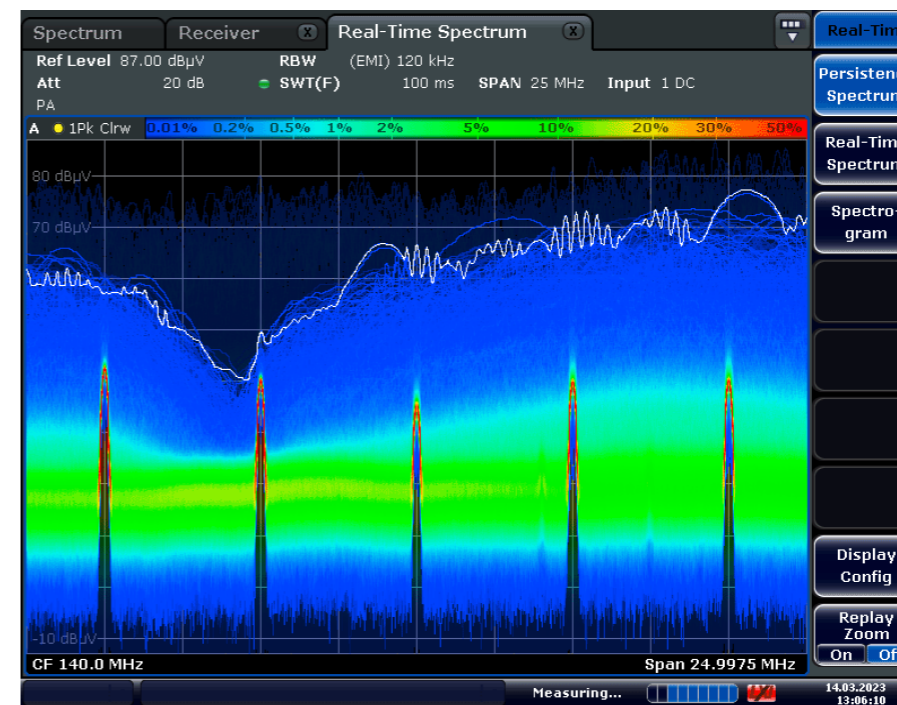 Spectrum Receiver X Real-Time Spectrum X Real-Tim
Ref Level 87.00 dBµV RBW (EMI) 120 kHz
Att 20 dB SWT(F) 100 ms SPAN 25 MHz Input 1 DC
PA
Persisten
Spectrum
A 1Pk Clrw 0.01% 0.2% 0.5% 1% 2% 5% 10% 20% 30% 50%
Real-Tim
Spectrum
80 dBµV
Spectro-
gram
70 dBµV
Display
Config
Replay
Zoom
On Of
-10 dBµV
CF 140.0 MHz Span 24.9975 MHz
Measuring... 14.03.2023
13:06:10